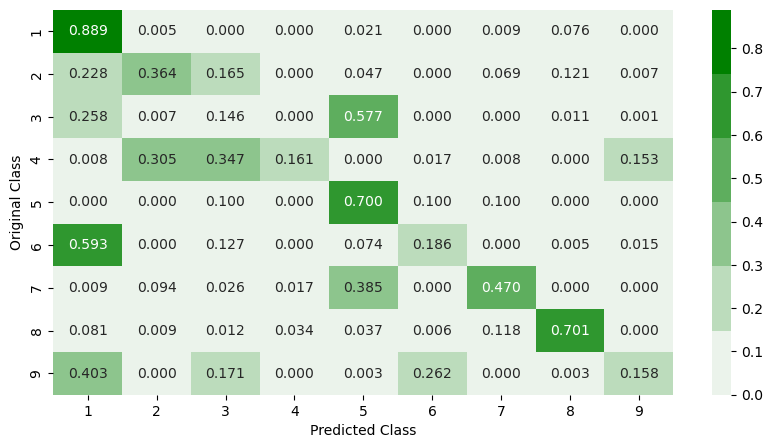 1 0.889 0.005 0.000 0.000 0.021 0.000 0.009 0.076 0.000
2 0.228 0.364 0.165 0.000 0.047 0.000 0.069 0.121 0.007
3 0.258 0.007 0.146 0.000 0.577 0.000 0.000 0.011 0.001
4 0.008 0.305 0.347 0.161 0.000 0.017 0.008 0.000 0.153
5 0.000 0.000 0.100 0.000 0.700 0.100 0.100 0.000 0.000
6 0.593 0.000 0.127 0.000 0.074 0.186 0.000 0.005 0.015
7 0.009 0.094 0.026 0.017 0.385 0.000 0.470 0.000 0.000
8 0.081 0.009 0.012 0.034 0.037 0.006 0.118 0.701 0.000
9 0.403 0.000 0.171 0.000 0.003 0.262 0.000 0.003 0.158
1 2 3 4 5 6 7 8 9
Predicted Class
Original Class
0.8
0.7
0.6
0.5
0.4
0.3
0.2
0.1
0.0